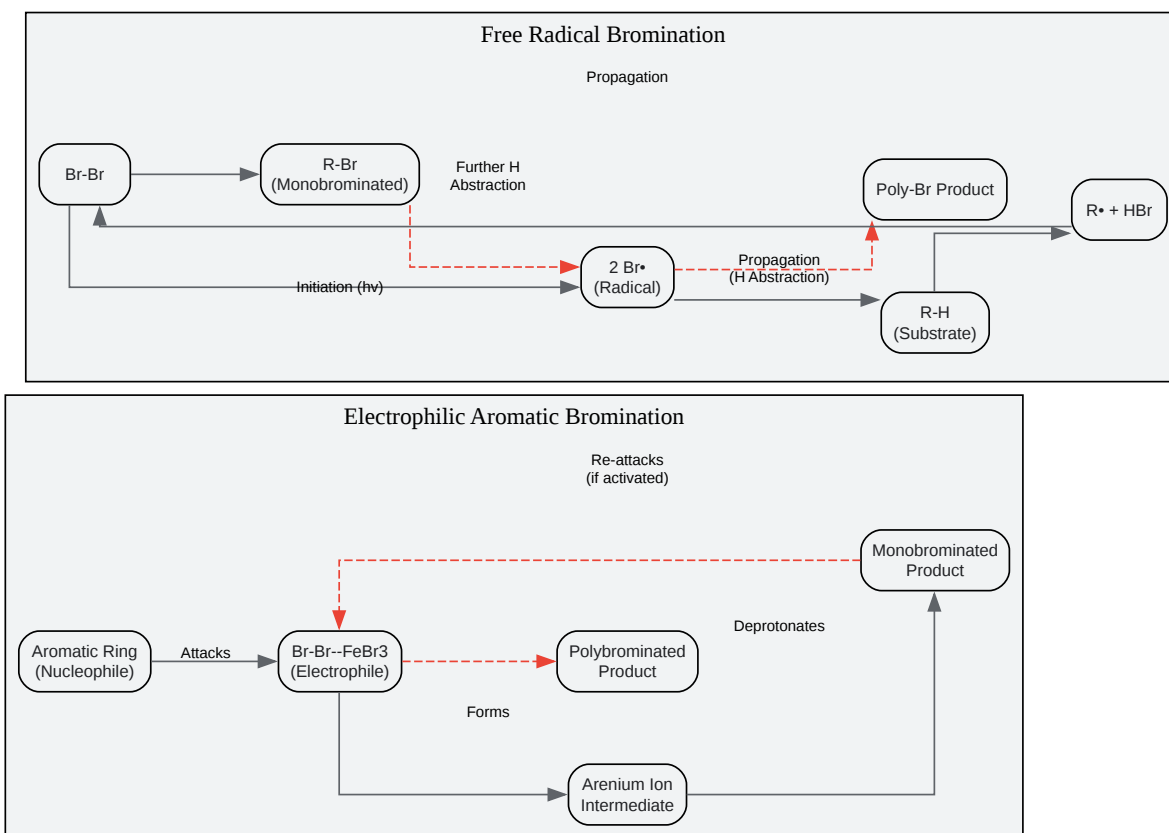 Free Radical Bromination
Propagation
Br-Br
R-Br
(Monobrominated)
Further H
Abstraction
Poly-Br Product
R• + HBr
Initiation (hv)
2 Br•
(Radical)
Propagation
(H Abstraction)
R-H
(Substrate)
Electrophilic Aromatic Bromination
Re-attacks
(if activated)
Monobrominated
Product
Deprotonates
Aromatic Ring
(Nucleophile)
Attacks
Br-Br--FeBr3
(Electrophile)
Polybrominated
Product
Forms
Arenium Ion
Intermediate